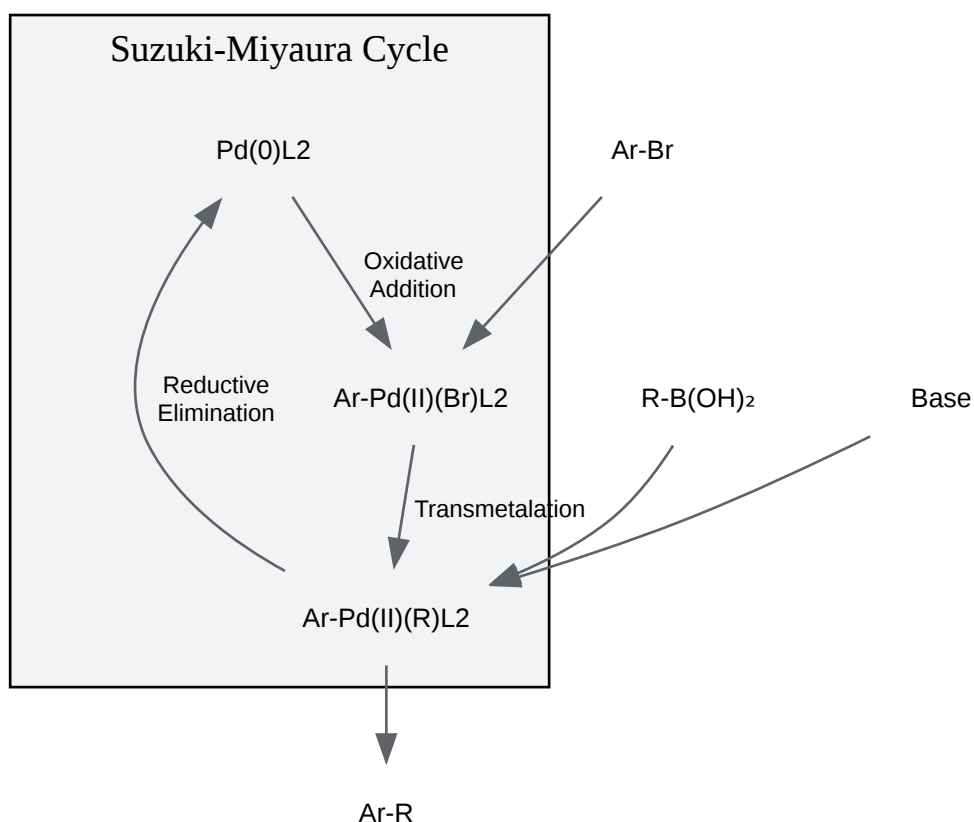 Suzuki-Miyaura Cycle
Pd(0)L2
Ar-Br
Oxidative
Addition
Reductive
Elimination
Ar-Pd(II)(Br)L2
R-B(OH)₂
Base
Transmetalation
Ar-Pd(II)(R)L2
Ar-R